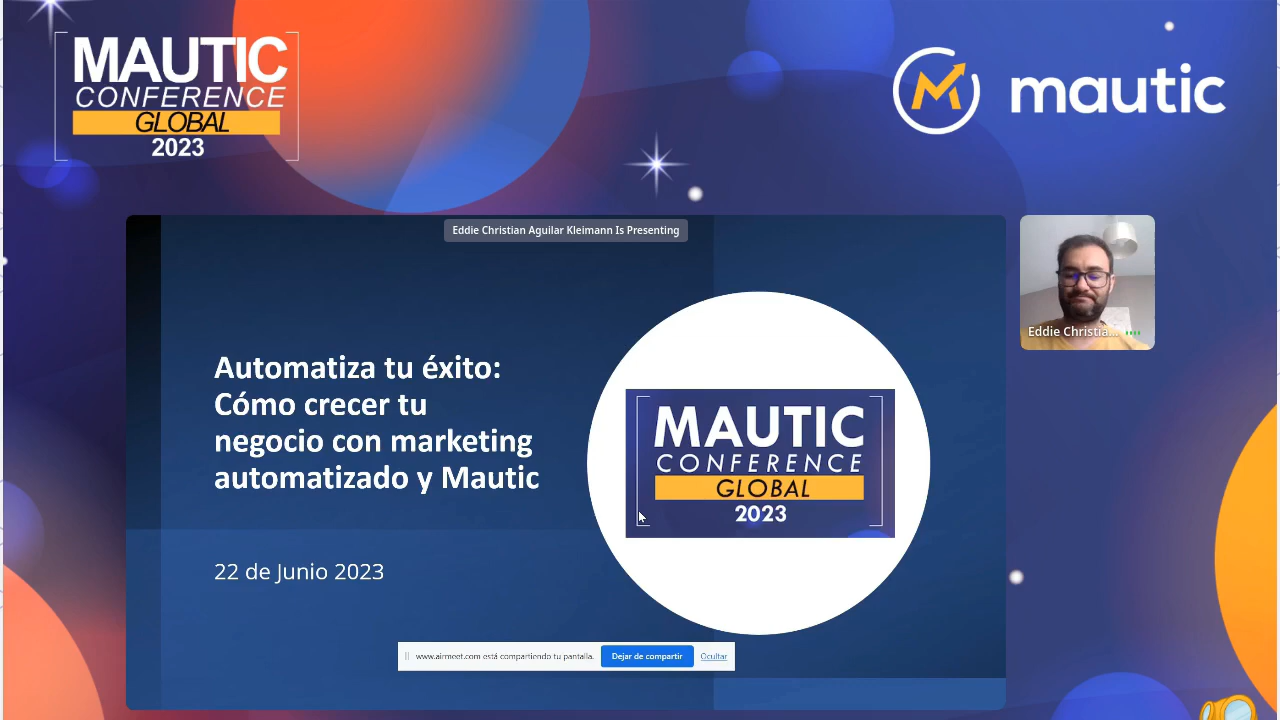 MAUTIC
CONFERENCE
GLOBAL
2023
mautic
Eddie Christian Aguilar Kleimann Is Presenting
Automatiza tu éxito:
Cómo crecer tu
negocio con marketing
automatizado y Mautic
22 de Junio 2023
MAUTIC
CONFERENCE
GLOBAL
2023
Eddie Christia...
www.airmeet.com está compartiendo tu pantalla. Dejar de compartir Ocultar